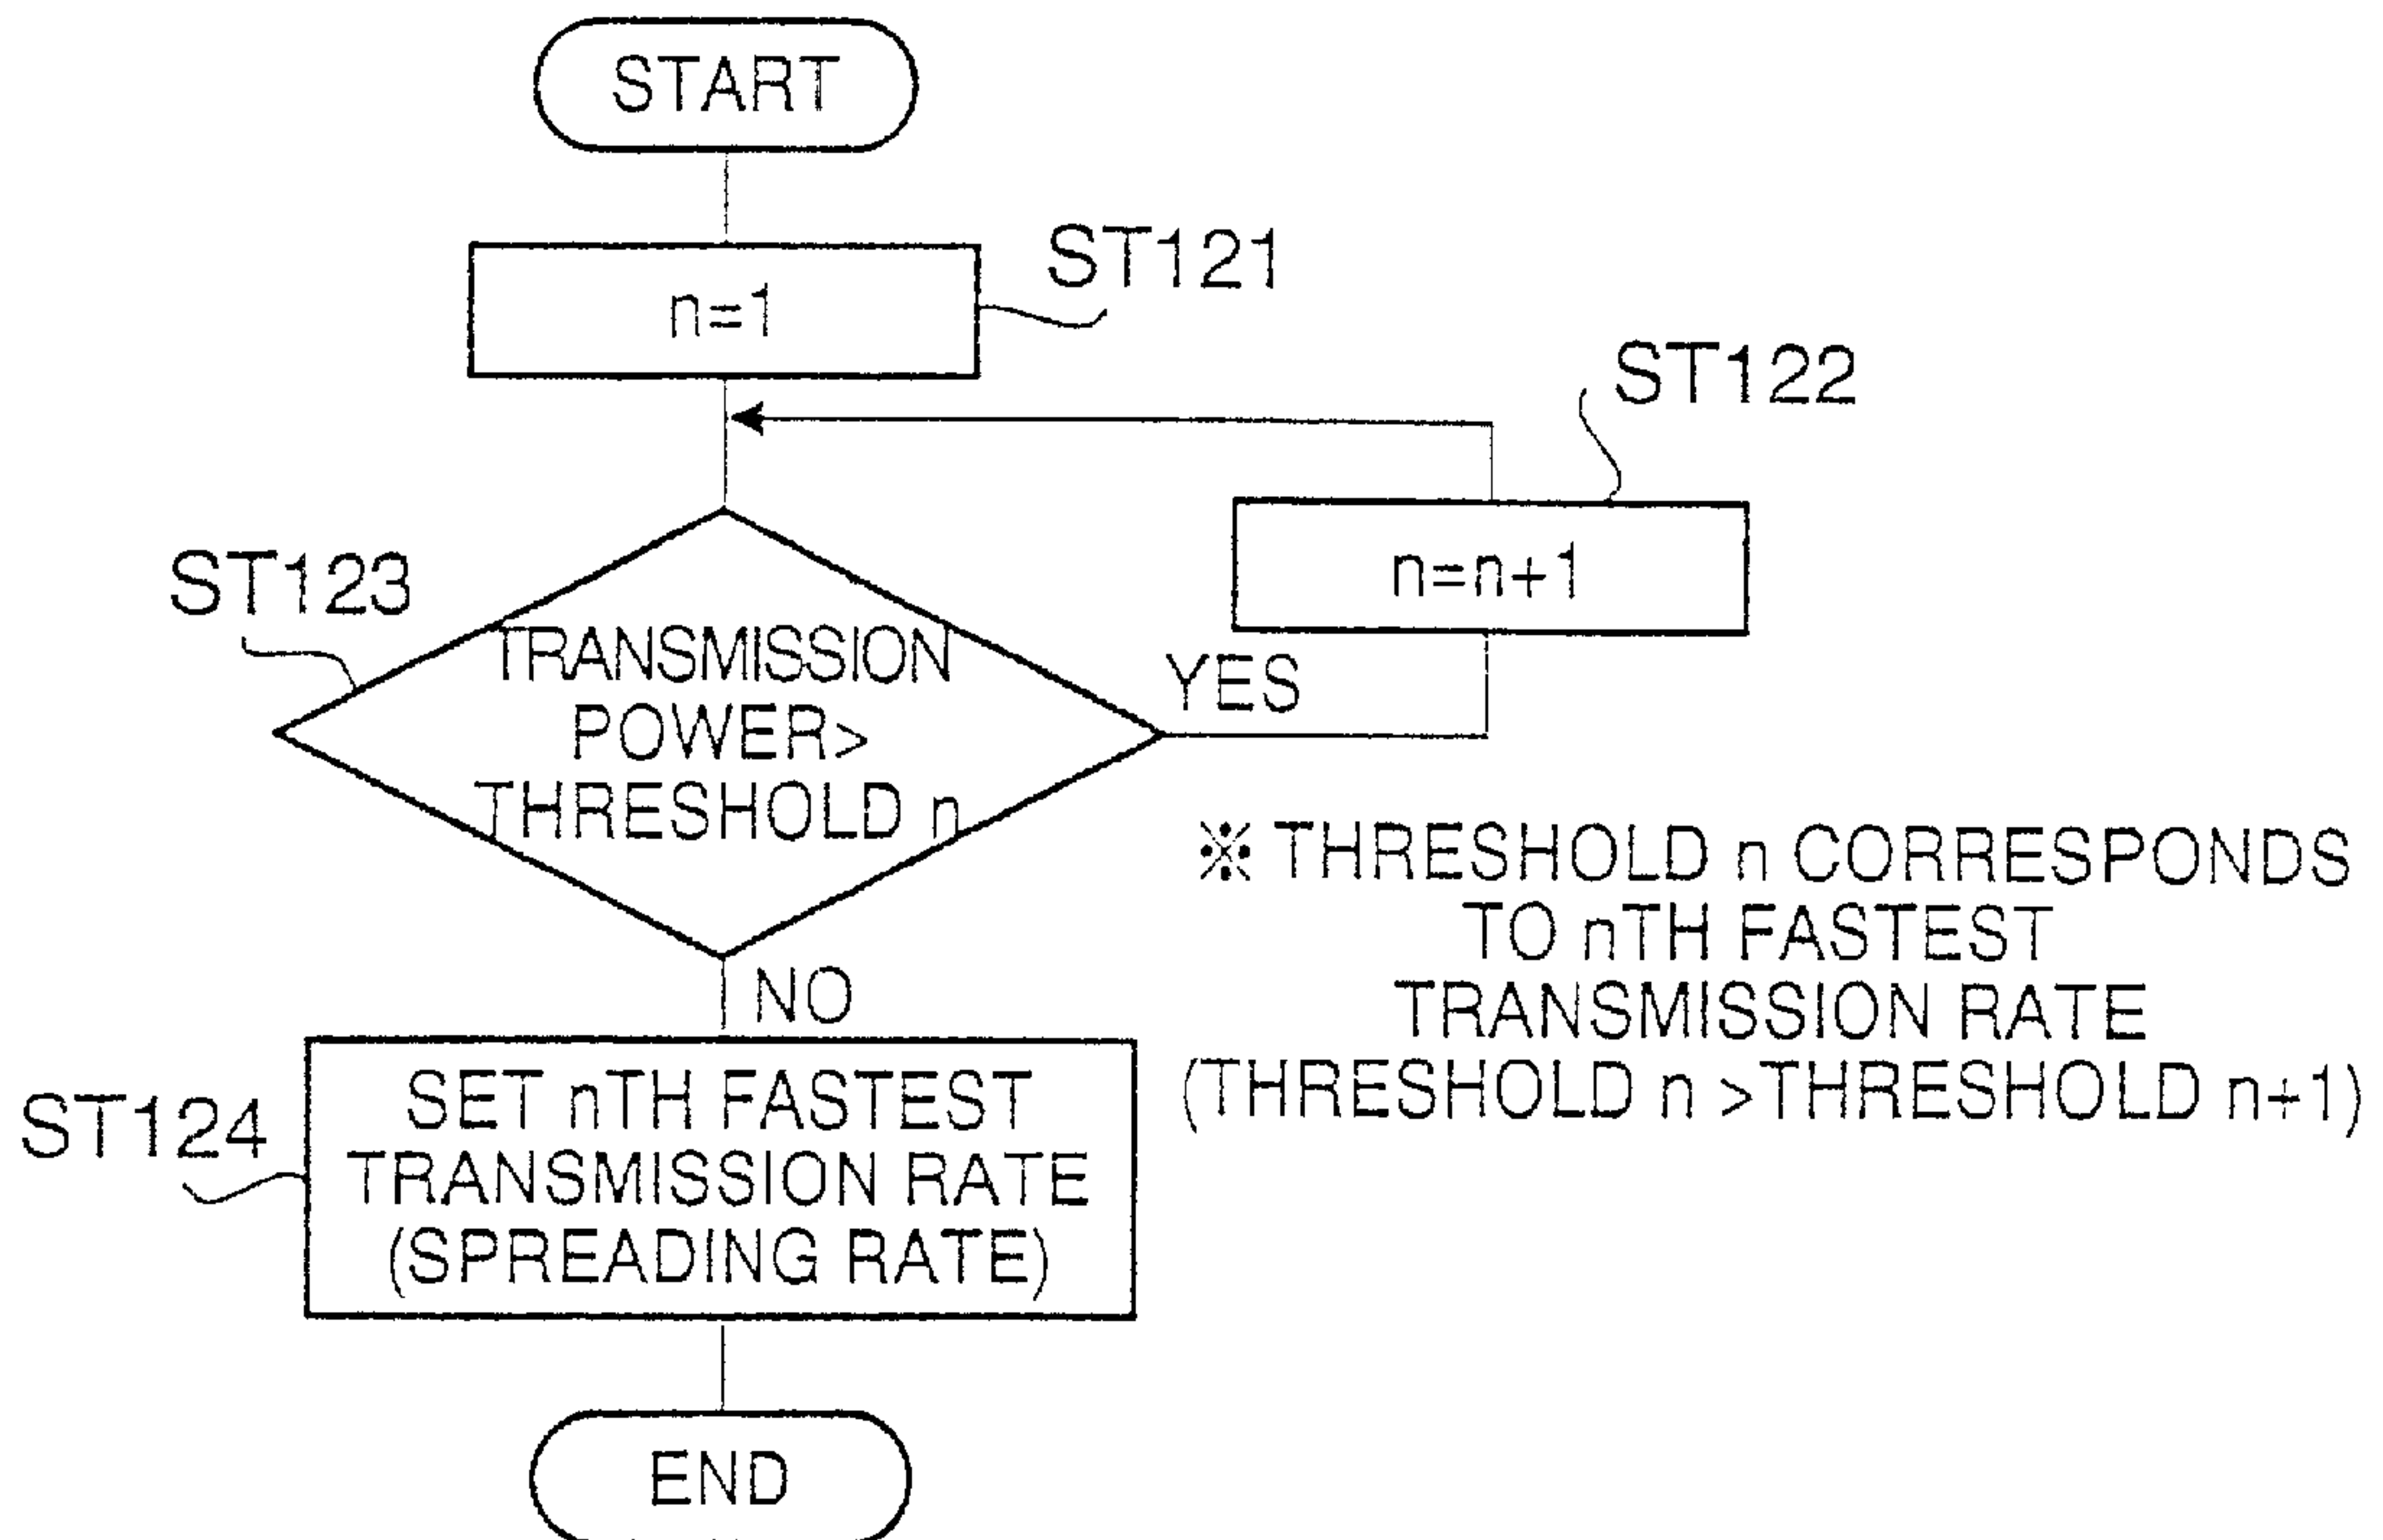 START
n=1
ST121
ST122
n=n+1
ST123
TRANSMISSION
POWER>
THRESHOLD n
YES
NO
※ THRESHOLD n CORRESPONDS
TO nTH FASTEST
TRANSMISSION RATE
(THRESHOLD n >THRESHOLD n+1)
ST124
SET nTH FASTEST
TRANSMISSION RATE
(SPREADING RATE)
END